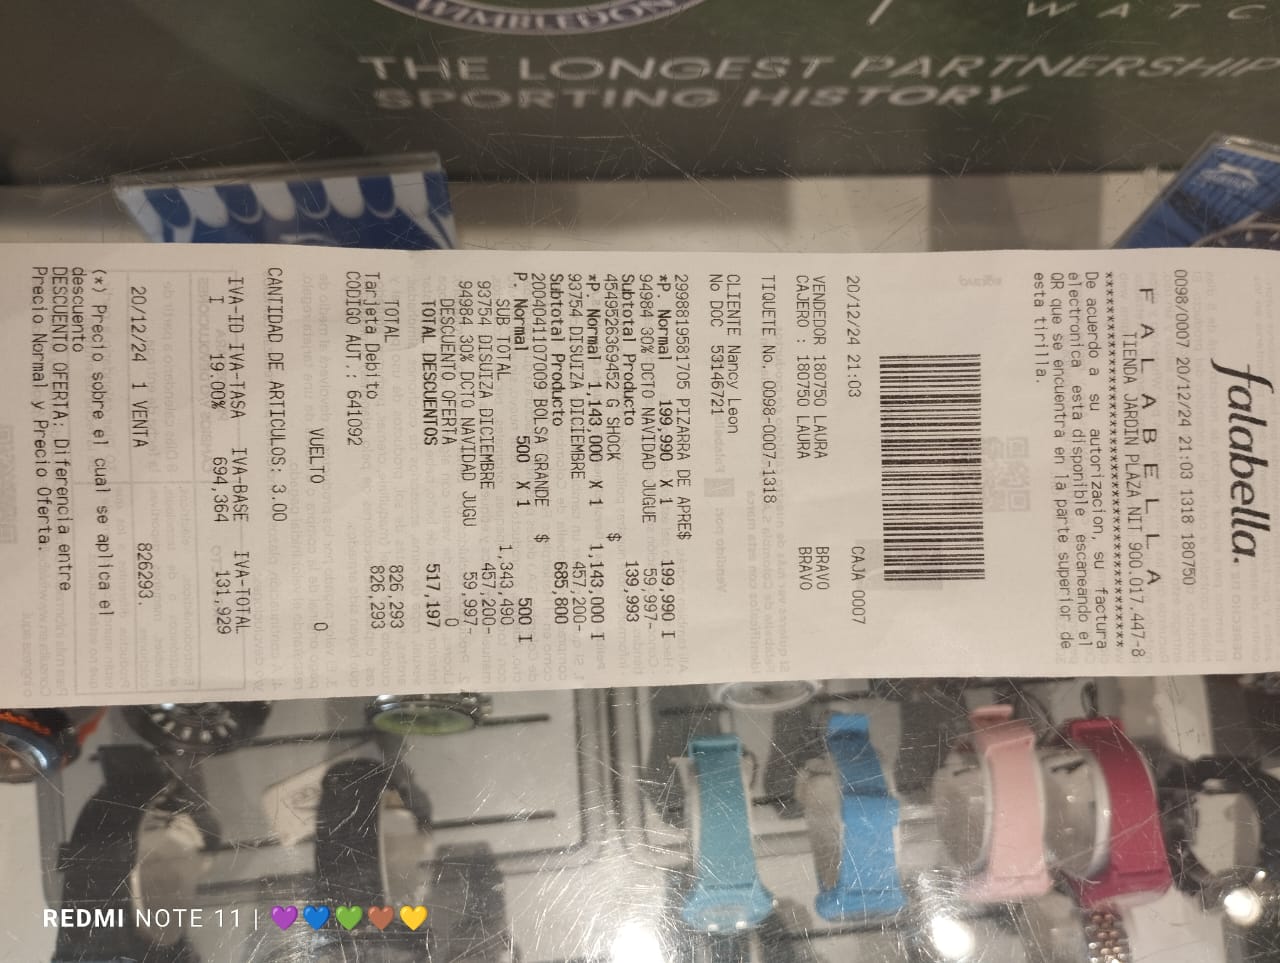 WIMBLEDON
WATC
THE LONGEST PARTNERSHIP
SPORTING HISTORY
falabella.
0098/0007 20/12/24 21:03 1318 180750
F A L A B E L L A
TIENDA JARDIN PLAZA NIT 900.017.447-8
De acuerdo a su autorizacion, su factura
electronica esta disponible escaneando el
QR que se encuentra en la parte superior de
esta tirilla.
20/12/24 21:03 CAJA 0007
VENDEDOR 180750 LAURA BRAVO
CAJERO : 180750 LAURA BRAVO
TIQUETE No. 0098-0007-1318
CLIENTE Nancy Leon
No DOC 53146721
2998819581705 PIZARRA DE APRE$
*P. Normal 199,990 X 1 199,990 I
94984 30% DCTO NAVIDAD JUGUE 59,997-
Subtotal Producto 139,993
4549526369452 G SHOCK $
*P. Normal 1,143,000 X 1 1,143,000 I
93754 DISUIZA DICIEMBRE 457,200-
Subtotal Producto 685,800
2000411107009 BOLSA GRANDE $
P. Normal 500 X 1 500 I
SUB TOTAL 1,343,490
93754 DISUIZA DICIEMBRE 457,200-
94984 30% DCTO NAVIDAD JUGU 59,997-
DESCUENTO OFERTA 0
TOTAL DESCUENTOS 517,197
TOTAL 826,293
Tarjeta Debito 826,293
CODIGO AUT.: 641092
VUELTO 0
CANTIDAD DE ARTICULOS: 3.00
IVA-ID IVA-TASA IVA-BASE IVA-TOTAL
I 19.00% 694,364 131,929
20/12/24 1 VENTA 826293.
(*) Precio sobre el cual se aplica el
descuento
DESCUENTO OFERTA: Diferencia entre
Precio Normal y Precio Oferta.
REDMI NOTE 11 |